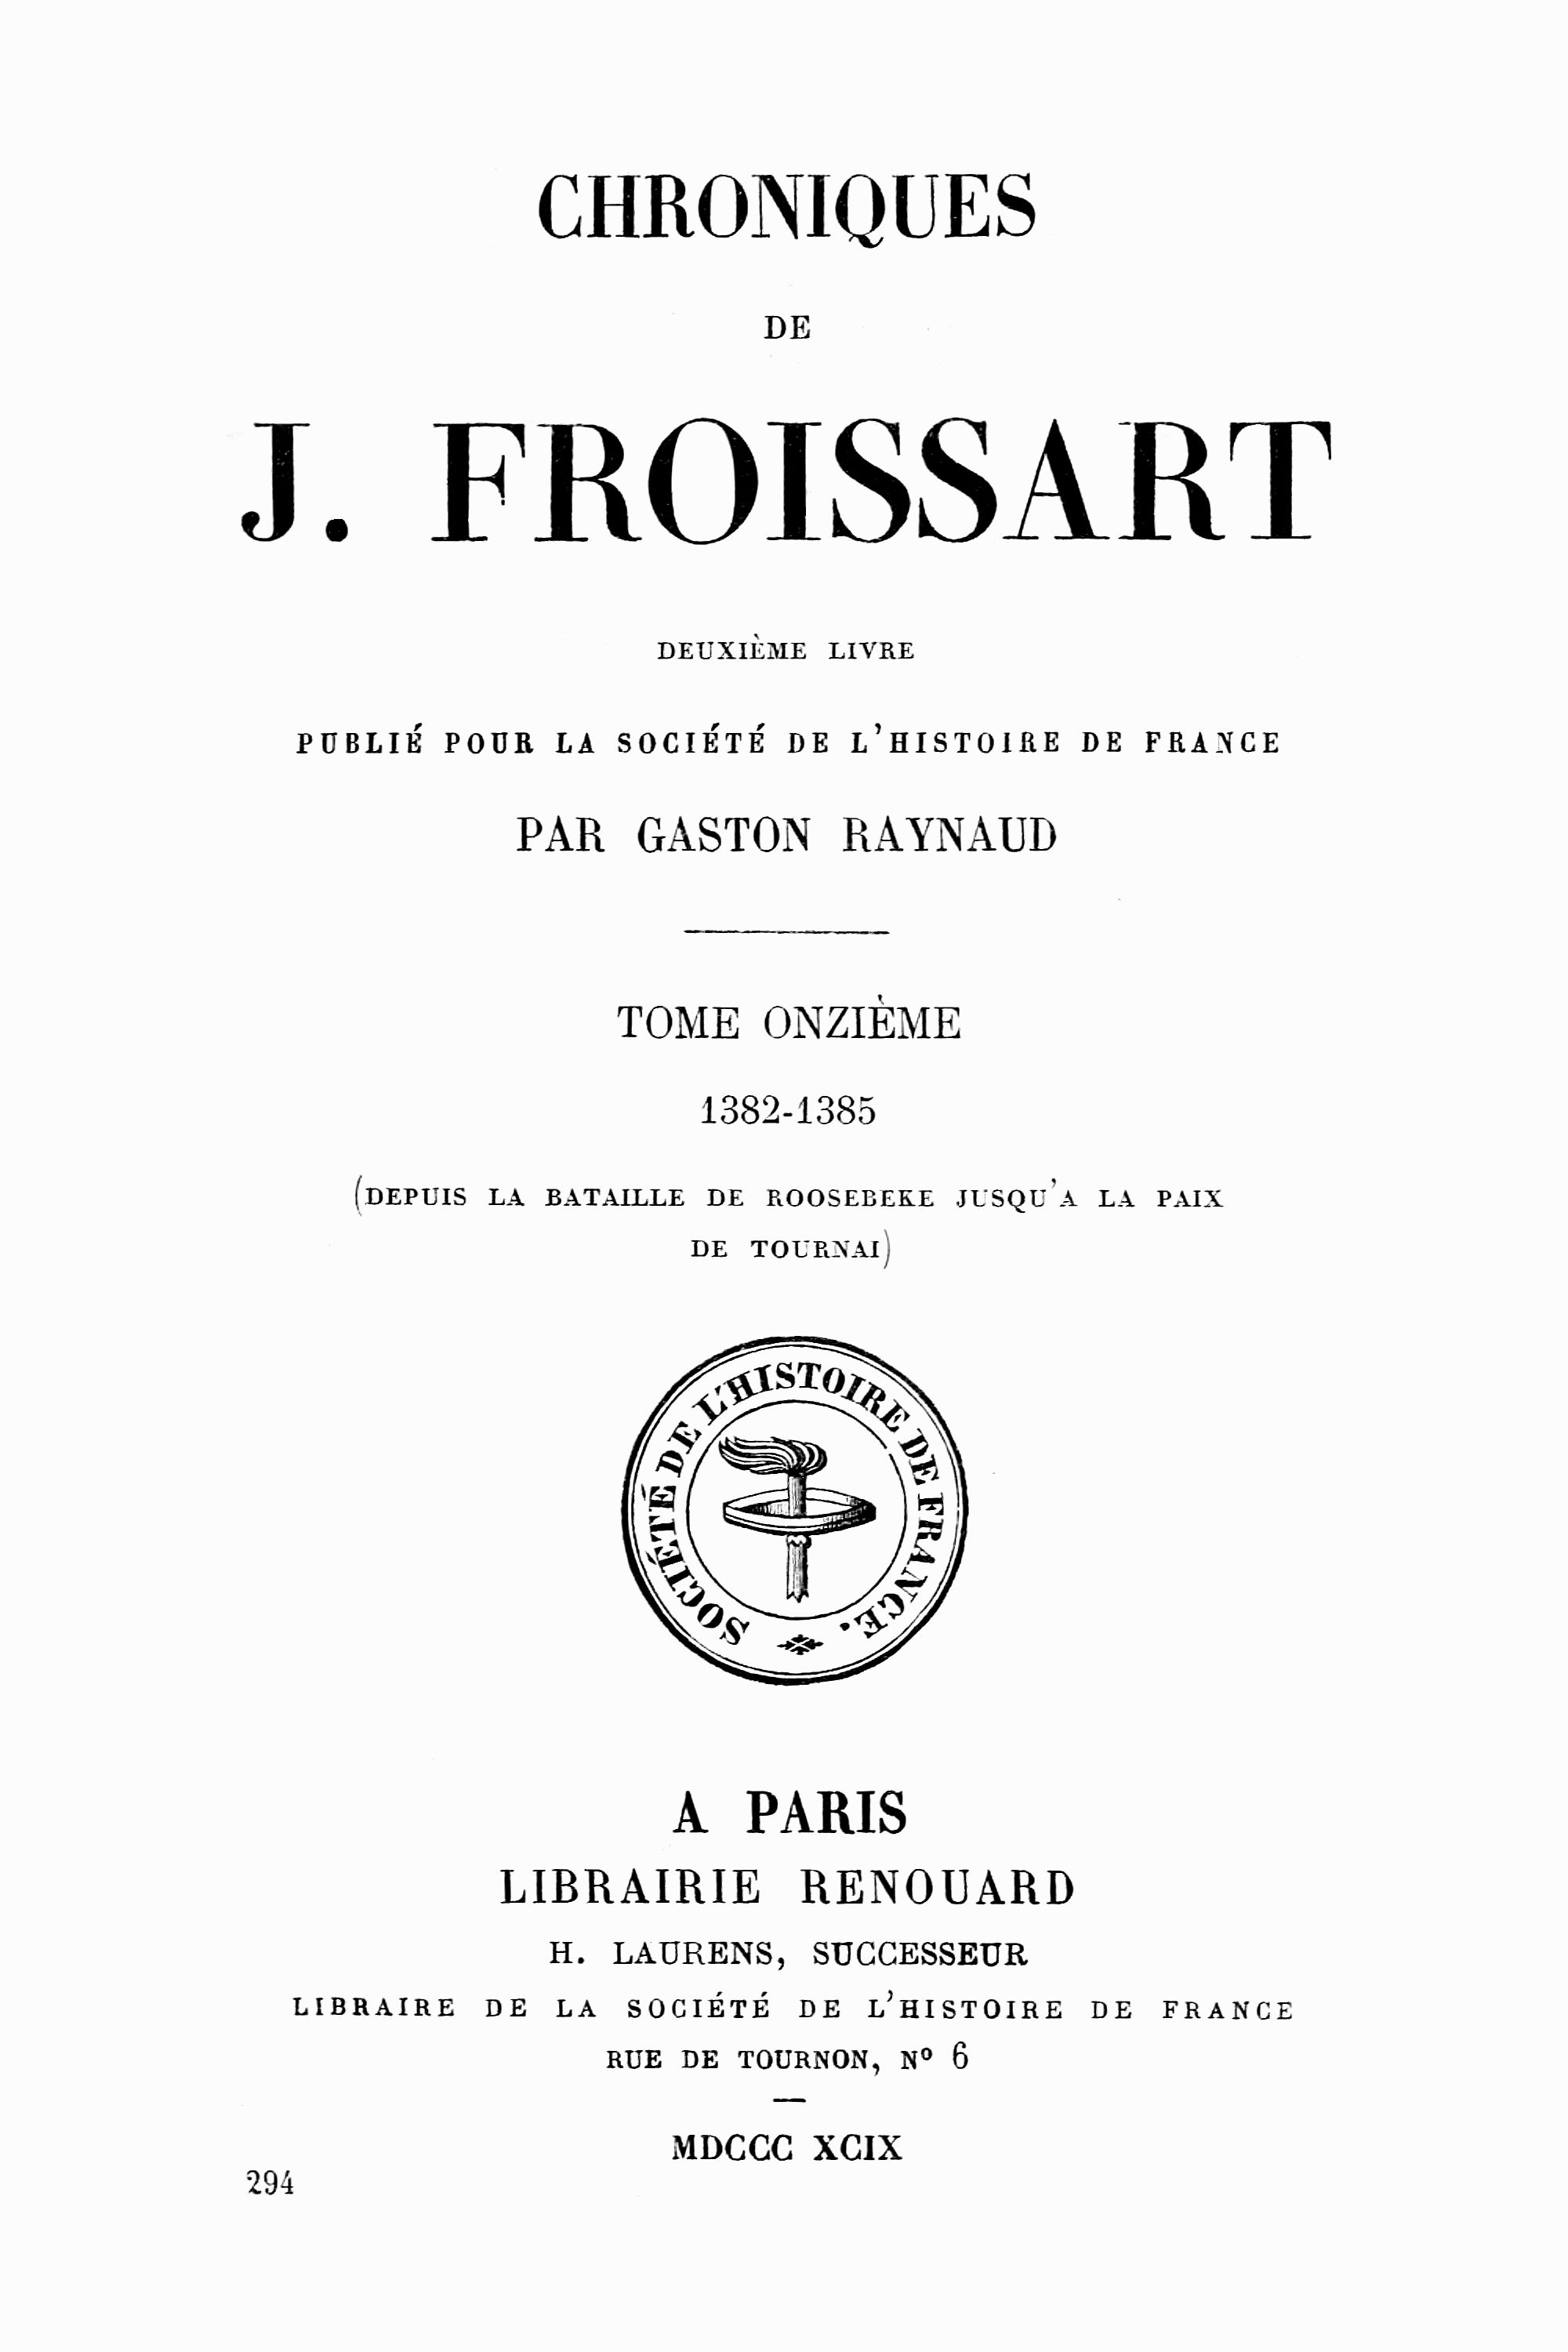 CHRONIQUES
DE
J. FROISSART
DEUXIÈME LIVRE
PUBLIÉ POUR LA SOCIÉTÉ DE L'HISTOIRE DE FRANCE
PAR GASTON RAYNAUD
TOME ONZIÈME
1382-1385
(DEPUIS LA BATAILLE DE ROOSEBEKE JUSQU'A LA PAIX
DE TOURNAI)
SOCIÉTÉ DE L'HISTOIRE DE FRANCE.
A PARIS
LIBRAIRIE RENOUARD
H. LAURENS, SUCCESSEUR
LIBRAIRE DE LA SOCIÉTÉ DE L'HISTOIRE DE FRANCE
RUE DE TOURNON, Nº 6
MDCCC XCIX
294